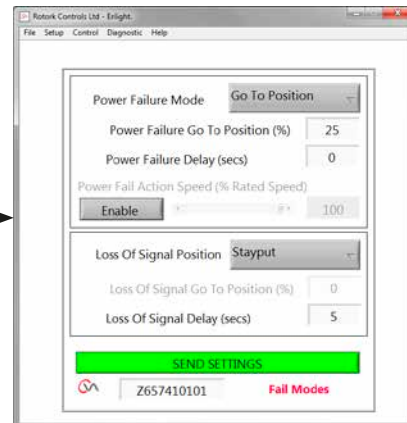 Rotork Controls Ltd - Enlight.
File Setup Control Diagnostic Help
Power Failure Mode Go To Position
Power Failure Go To Position (%) 25
Power Failure Delay (secs) 0
Power Fail Action Speed (% Rated Speed)
Enable 100
Loss Of Signal Position Stayput
Loss Of Signal Go To Position (%) 0
Loss Of Signal Delay (secs) 5
SEND SETTINGS
Z657410101 Fail Modes